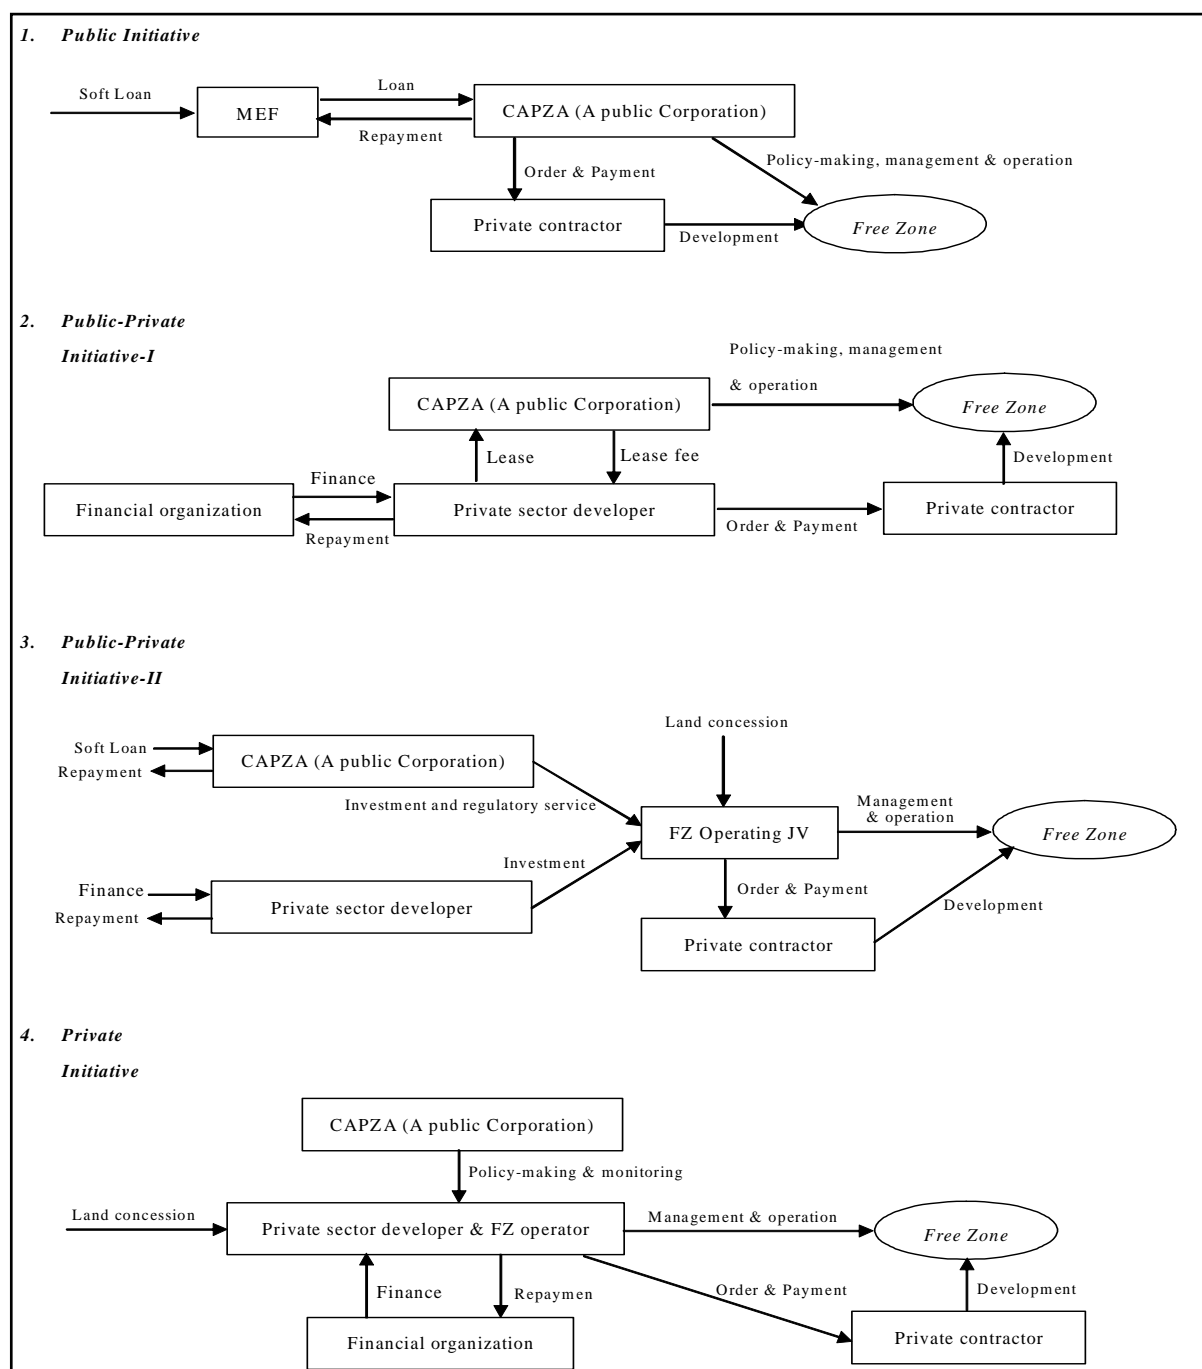 1. Public Initiative
Soft Loan
MEF
Loan
Repayment
CAPZA (A public Corporation)
Order & Payment
Policy-making, management & operation
Private contractor
Development
Free Zone
2. Public-Private
Initiative-I
Policy-making, management
& operation
CAPZA (A public Corporation)
Free Zone
Lease
Lease fee
Development
Finance
Financial organization
Private sector developer
Private contractor
Repayment
Order & Payment
3. Public-Private
Initiative-II
Land concession
Soft Loan
Repayment
CAPZA (A public Corporation)
Investment and regulatory service
Management
& operation
FZ Operating JV
Free Zone
Investment
Finance
Repayment
Private sector developer
Order & Payment
Development
Private contractor
4. Private
Initiative
CAPZA (A public Corporation)
Policy-making & monitoring
Land concession
Private sector developer & FZ operator
Management & operation
Free Zone
Finance
Repaymen
Order & Payment
Development
Financial organization
Private contractor